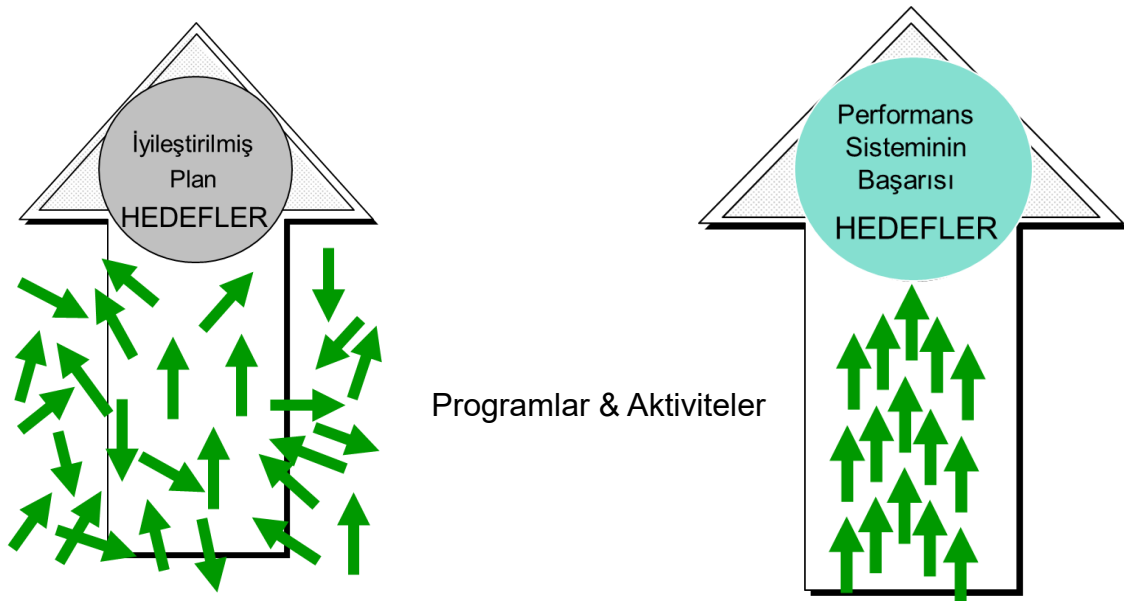 İyileştirilmiş
Plan
HEDEFLER
Programlar & Aktiviteler
Performans
Sisteminin
Başarısı
HEDEFLER